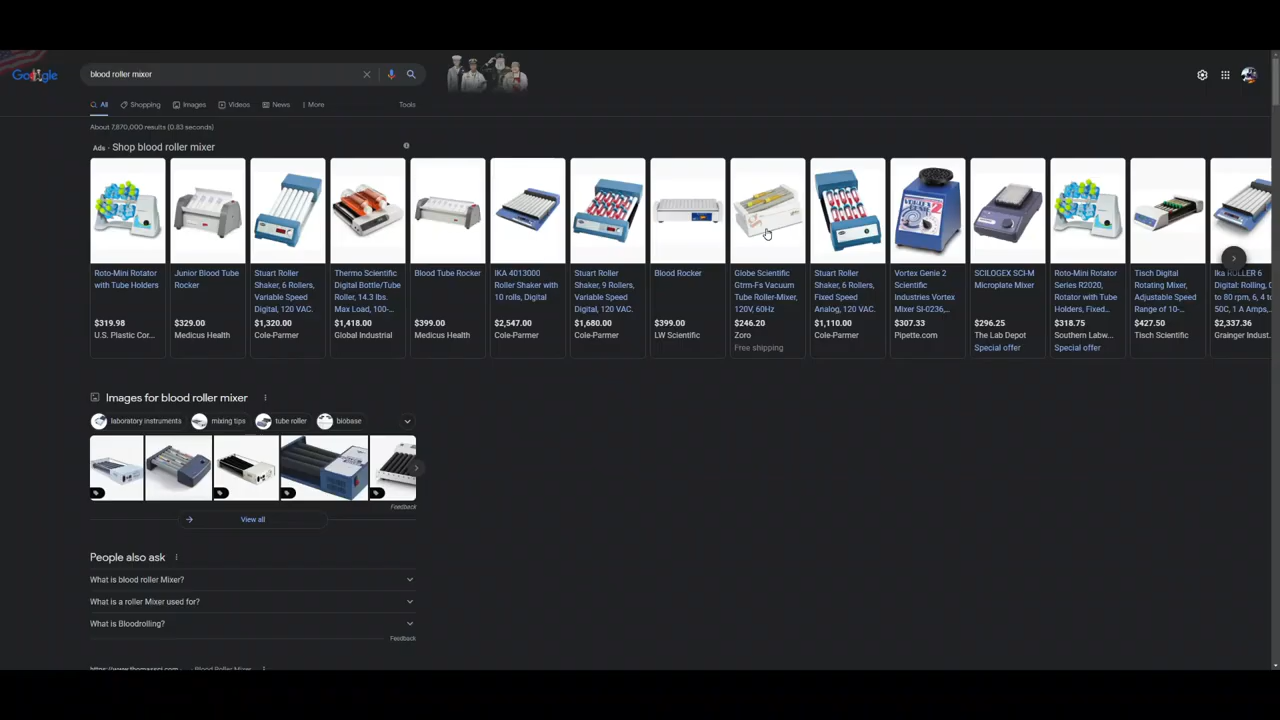 Google
blood roller mixer
All
Shopping
Images
Videos
News
More
Tools
About 7,870,000 results (0.83 seconds)
Ads · Shop blood roller mixer
Roto-Mini Rotator
with Tube Holders
$319.98
U.S. Plastic Cor...
Junior Blood Tube
Rocker
$329.00
Medicus Health
Stuart Roller
Shaker, 6 Rollers,
Variable Speed
Digital, 120 VAC.
$1,320.00
Cole-Parmer
Thermo Scientific
Digital Bottle/Tube
Roller, 14.3 lbs.
Max Load, 100-...
$1,418.00
Global Industrial
Blood Tube Rocker
$399.00
Medicus Health
IKA 4013000
Roller Shaker with
10 rolls, Digital
$2,547.00
Cole-Parmer
Stuart Roller
Shaker, 9 Rollers,
Variable Speed
Digital, 120 VAC.
$1,680.00
Cole-Parmer
Blood Rocker
$399.00
LW Scientific
Globe Scientific
Gtrm-Fs Vacuum
Tube Roller-Mixer,
120V, 60Hz
$246.20
Zoro
Free shipping
Stuart Roller
Shaker, 6 Rollers,
Fixed Speed
Analog, 120 VAC.
$1,110.00
Cole-Parmer
Vortex Genie 2
Scientific
Industries Vortex
Mixer SI-0236,...
$307.33
Pipette.com
SCILOGEX SCI-M
Microplate Mixer
$296.25
The Lab Depot
Special offer
Roto-Mini Rotator
Series R2020,
Rotator with Tube
Holders, Fixed...
$318.75
Southern Labw...
Special offer
Tisch Digital
Rotating Mixer,
Adjustable Speed
Range of 10-...
$427.50
Tisch Scientific
Ika ROLLER 6
Digital: Rolling, 0
to 80 rpm, 6, 4
50C, 1 A Amps,...
$2,337.36
Grainger Indust...
Images for blood roller mixer
laboratory instruments
mixing tips
tube roller
biobase
Feedback
View all
People also ask
What is blood roller Mixer?
What is a roller Mixer used for?
What is Bloodrolling?
Feedback